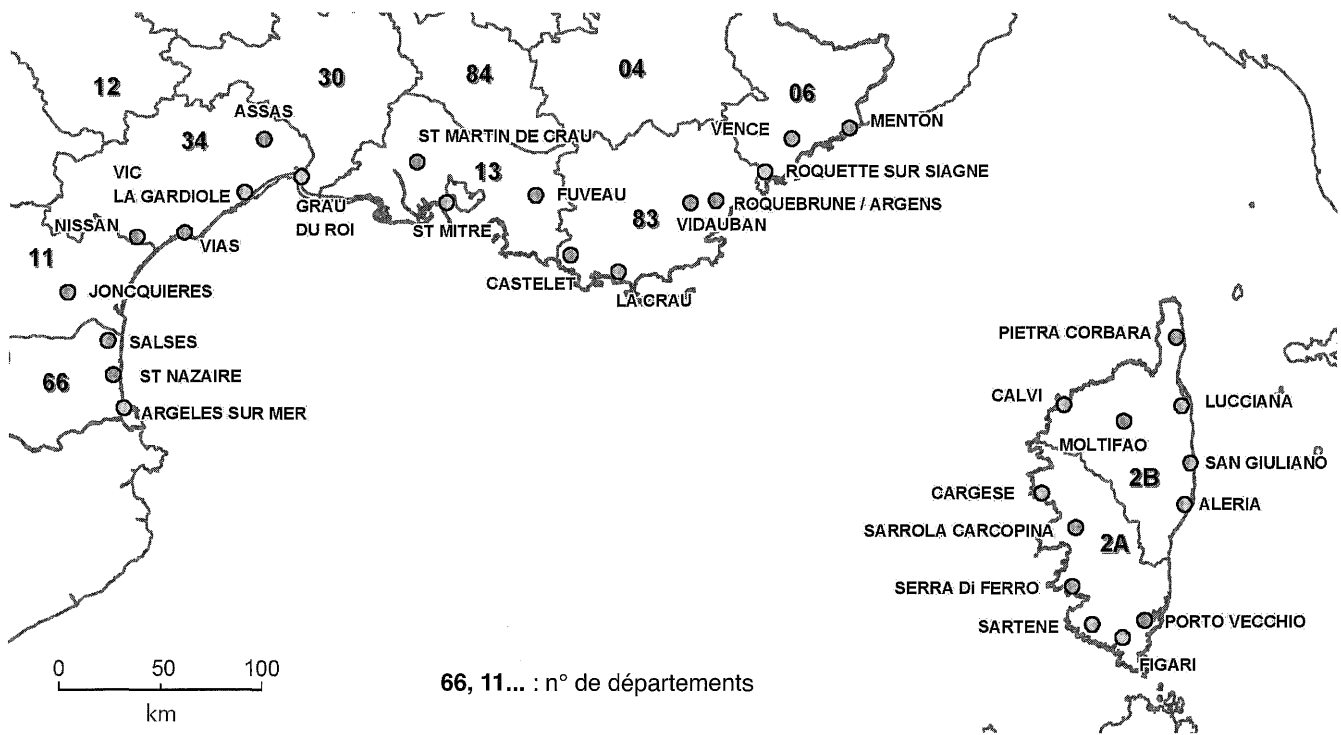 12
30
84
04
06
ASSAS
34
ST MARTIN DE CRAU
VENCE
MENTON
VIC
LA GARDIOLE
13
ROQUETTE SUR SIAGNE
FUVEAU
GRAU
DU ROI
ROQUEBRUNE / ARGENS
NISSAN
VIAS
ST MITRE
83
VIDAUBAN
11
CASTELET
JONCQUIERES
LA CRAU
SALSES
PIETRA CORBARA
66
ST NAZAIRE
CALVI
LUCCIANA
ARGELES SUR MER
MOLTIFAO
SAN GIULIANO
2B
CARGESE
ALERIA
SARROLA CARCOPINA
2A
SERRA Di FERRO
SARTENE
PORTO VECCHIO
FIGARI
0 50 100
km
66, 11... : n° de départements